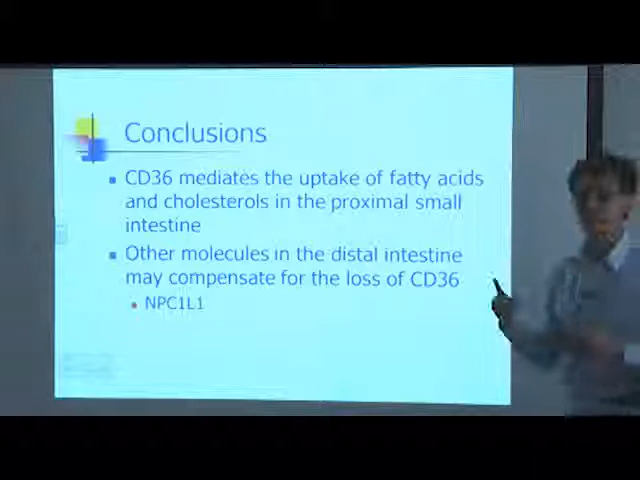 Conclusions
CD36 mediates the uptake of fatty acids
and cholesterols in the proximal small
intestine
Other molecules in the distal intestine
may compensate for the loss of CD36
NPC1L1